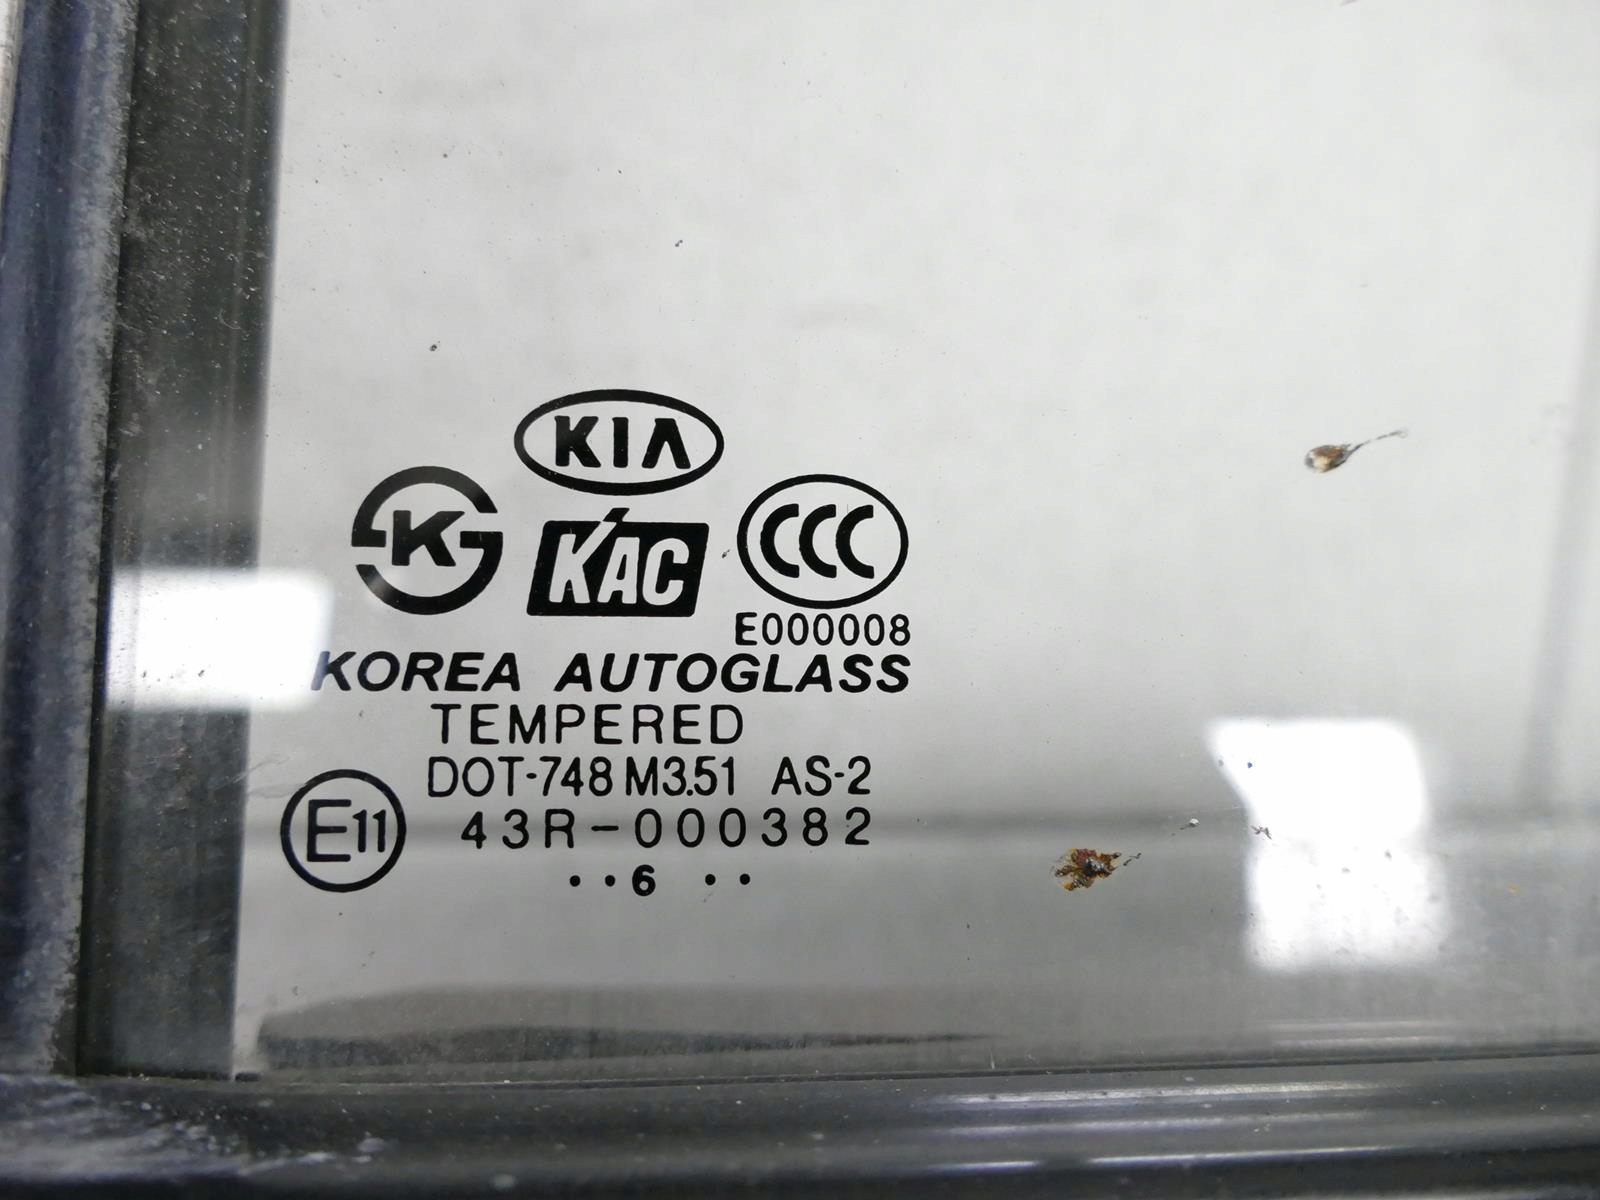 KIA
K
KAC
CCC
E000008
KOREA AUTOGLASS
TEMPERED
DOT-748 M3.51 AS-2
E11
43R-000382
..6 ..